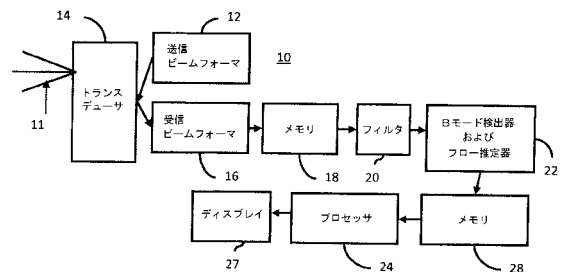 14
12
送信
ビームフォーマ
10
トランス
デューサ
11
受信
ビームフォーマ
メモリ
フィルタ
Bモード検出器
および
フロー推定器
16
18
20
22
ディスプレイ
プロセッサ
メモリ
27
24
28